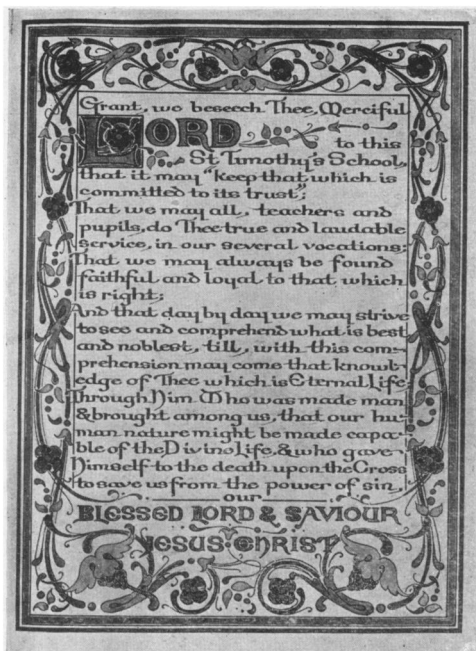 Grant, we beseech Thee, Merciful
LORD
to this
St Timothy's School,
that it may "keep that which is
committed to its trust";
That we may all, teachers and
pupils, do Thee true and laudable
service, in our several vocations;
That we may always be found
faithful and loyal to that which
is right;
And that day by day we may strive
to see and comprehend what is best
and noblest, till, with this com-
prehension may come that knowl-
edge of Thee which is Eternal Life;
Through Him Who was made man
& brought among us, that our hu-
man nature might be made capa-
ble of the Divine Life, & who gave
Himself to the death upon the Cross
to save us from the power of sin,
our
BLESSED LORD & SAVIOUR
JESUS CHRIST